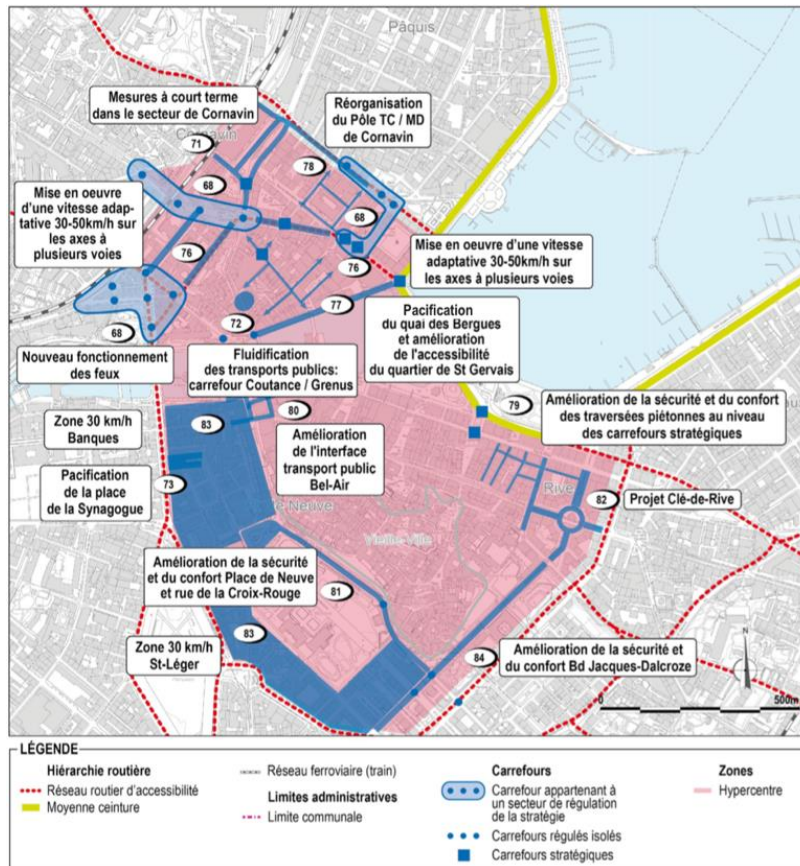 Pâquis
Mesures à court terme
dans le secteur de Cornavin
Cornavin
71
Réorganisation
du Pôle TC / MD
de Cornavin
78
68
68
Mise en oeuvre
d'une vitesse adap-
tative 30-50km/h sur
les axes à
plusieurs voies
76
76
Mise en oeuvre d'une vitesse
adaptative 30-50km/h sur
les axes à plusieurs voies
77
68
Nouveau fonctionnement
des feux
72
Fluidification
des transports publics:
carrefour Coutance / Grenus
Pacification
du quai des Bergues
et amélioration
de l'accessibilité
du quartier de St Gervais
79
Amélioration de la sécurité et du confort
des traversées piétonnes au niveau
des carrefours stratégiques
Zone 30 km/h
Banques
83
80
Amélioration
de l'interface
transport public
Bel-Air
Pacification
de la place
de la Synagogue
73
Rive
82
Projet Clé-de-Rive
Neuve
Vieille-Ville
Amélioration de la sécurité
et du confort Place de Neuve
et rue de la Croix-Rouge
81
Zone 30 km/h
St-Léger
83
84
Amélioration de la sécurité et
du confort Bd Jacques-Dalcroze
N
0
500m
LÉGENDE
Hiérarchie routière
Réseau routier d'accessibilité
Moyenne ceinture
Réseau ferroviaire (train)
Limites administratives
Limite communale
Carrefours
Carrefour appartenant à
un secteur de régulation
de la stratégie
Carrefours régulés isolés
Carrefours stratégiques
Zones
Hypercentre